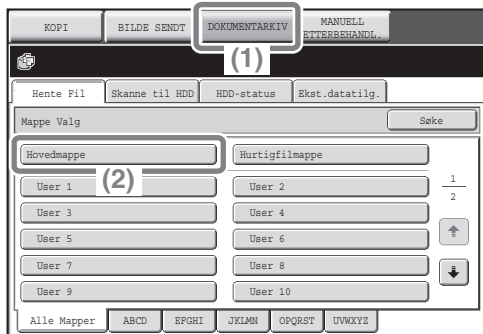 KOPI BILDE SENDT DOKUMENTARKIV MANUELL
ETTERBEHANDL.
(1)
Hente Fil Skanne til HDD HDD-status Ekst.datatilg.
Mappe Valg Søke
Hovedmappe Hurtigfilmappe
(2)
User 1 User 2
1
2
User 3 User 4
User 5 User 6
User 7 User 8
User 9 User 10
Alle Mapper ABCD EFGHI JKLMN OPQRST UVWXYZ